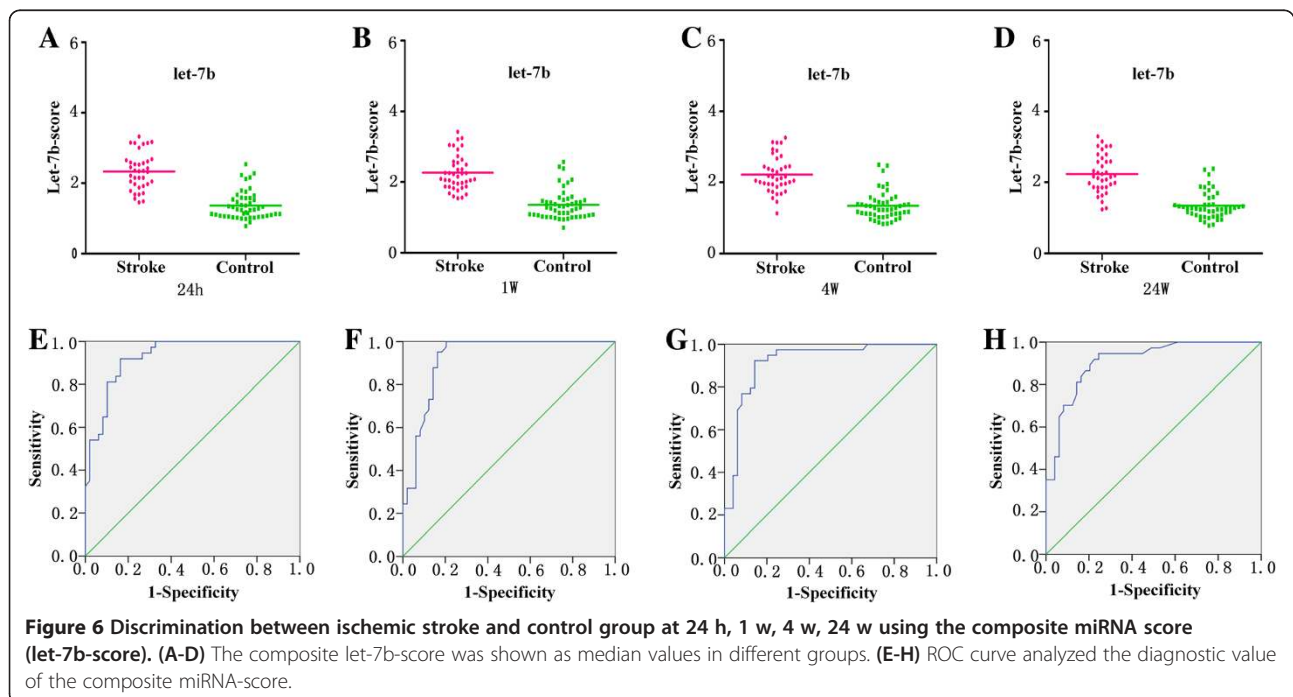 A
B
C
D
6
4
2
0
Let-7b-score
let-7b
Stroke
Control
24h
6
4
2
0
Let-7b-score
let-7b
Stroke
Control
1W
6
4
2
0
Let-7b-score
let-7b
Stroke
Control
4W
6
4
2
0
Let-7b-score
let-7b
Stroke
Control
24W
E
F
G
H
1.0
0.8
0.6
0.4
0.2
0.0
Sensitivity
0.0 0.2 0.4 0.6 0.8 1.0
1-Specificity
1.0
0.8
0.6
0.4
0.2
0.0
Sensitivity
0.0 0.2 0.4 0.6 0.8 1.0
1-Specificity
1.0
0.8
0.6
0.4
0.2
0.0
Sensitivity
0.0 0.2 0.4 0.6 0.8 1.0
1-Specificity
1.0
0.8
0.6
0.4
0.2
0.0
Sensitivity
0.0 0.2 0.4 0.6 0.8 1.0
1-Specificity
Figure 6 Discrimination between ischemic stroke and control group at 24 h, 1 w, 4 w, 24 w using the composite miRNA score
(let-7b-score). (A-D) The composite let-7b-score was shown as median values in different groups. (E-H) ROC curve analyzed the diagnostic value
of the composite miRNA-score.